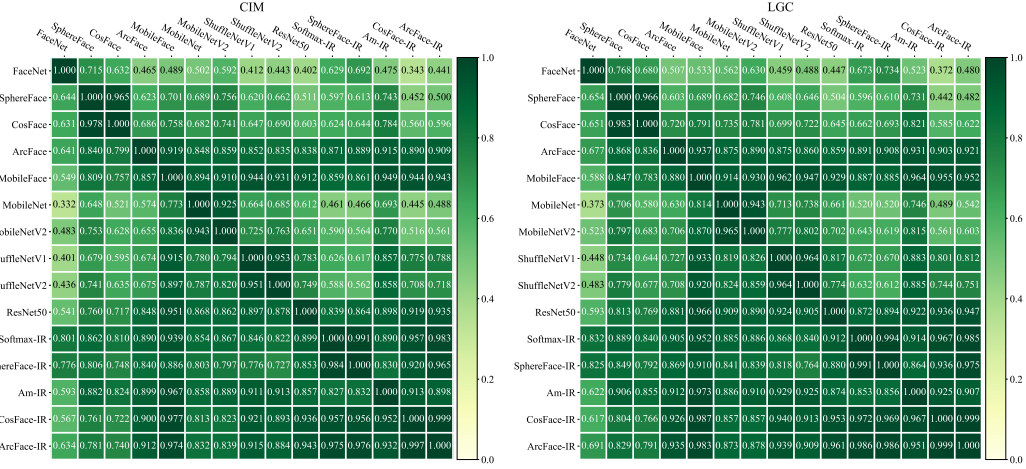 CIM
FaceNet SphereFace CosFace ArcFace MobileFace MobileNet MobileNetV2 ShuffleNetV1 ShuffleNetV2 ResNet50 Softmax-IR SphereFace-IR Am-IR CosFace-IR ArcFace-IR
FaceNet 1.000 0.715 0.632 0.465 0.489 0.502 0.592 0.412 0.443 0.402 0.629 0.692 0.475 0.343 0.441
SphereFace 0.644 1.000 0.965 0.623 0.701 0.689 0.756 0.620 0.662 0.511 0.597 0.613 0.743 0.452 0.500
CosFace 0.631 0.978 1.000 0.686 0.758 0.682 0.741 0.647 0.690 0.603 0.624 0.644 0.784 0.560 0.596
ArcFace 0.641 0.840 0.799 1.000 0.919 0.848 0.859 0.852 0.835 0.838 0.871 0.889 0.915 0.890 0.909
MobileFace 0.549 0.809 0.757 0.857 1.000 0.894 0.910 0.944 0.931 0.912 0.859 0.861 0.949 0.944 0.943
MobileNet 0.332 0.648 0.521 0.574 0.773 1.000 0.925 0.664 0.685 0.612 0.461 0.466 0.693 0.445 0.488
MobileNetV2 0.483 0.753 0.628 0.655 0.836 0.943 1.000 0.725 0.763 0.651 0.590 0.564 0.770 0.516 0.561
uffleNetV1 0.401 0.679 0.595 0.674 0.915 0.780 0.794 1.000 0.953 0.783 0.626 0.617 0.857 0.775 0.788
uffleNetV2 0.436 0.741 0.635 0.675 0.897 0.787 0.820 0.951 1.000 0.749 0.588 0.562 0.858 0.708 0.718
ResNet50 0.541 0.760 0.717 0.848 0.951 0.868 0.862 0.897 0.878 1.000 0.839 0.864 0.898 0.919 0.935
Softmax-IR 0.801 0.862 0.810 0.890 0.939 0.854 0.867 0.846 0.822 0.899 1.000 0.991 0.890 0.957 0.983
hereFace-IR 0.776 0.806 0.748 0.840 0.886 0.807 0.797 0.776 0.727 0.853 0.984 1.000 0.830 0.920 0.965
Am-IR 0.593 0.882 0.824 0.899 0.967 0.858 0.889 0.911 0.913 0.857 0.827 0.832 1.000 0.913 0.898
CosFace-IR 0.567 0.761 0.722 0.900 0.977 0.813 0.823 0.921 0.893 0.936 0.957 0.956 0.952 1.000 0.999
ArcFace-IR 0.634 0.781 0.740 0.912 0.974 0.832 0.849 0.915 0.884 0.943 0.975 0.976 0.932 0.997 1.000
1.0
0.8
0.6
0.4
0.2
0.0
LGC
FaceNet SphereFace CosFace ArcFace MobileFace MobileNet MobileNetV2 ShuffleNetV1 ShuffleNetV2 ResNet50 Softmax-IR SphereFace-IR Am-IR CosFace-IR ArcFace-IR
FaceNet 1.000 0.768 0.680 0.507 0.533 0.562 0.630 0.459 0.488 0.447 0.673 0.734 0.523 0.372 0.480
SphereFace 0.654 1.000 0.966 0.603 0.689 0.682 0.746 0.608 0.646 0.504 0.596 0.610 0.731 0.442 0.482
CosFace 0.651 0.983 1.000 0.720 0.791 0.735 0.781 0.699 0.722 0.645 0.662 0.693 0.821 0.585 0.622
ArcFace 0.677 0.868 0.836 1.000 0.937 0.875 0.890 0.875 0.860 0.859 0.891 0.908 0.931 0.903 0.921
MobileFace 0.588 0.847 0.783 0.880 1.000 0.914 0.930 0.962 0.947 0.929 0.887 0.885 0.964 0.955 0.952
MobileNet 0.373 0.706 0.580 0.630 0.814 1.000 0.943 0.713 0.738 0.661 0.520 0.520 0.746 0.489 0.542
MobileNetV2 0.523 0.797 0.683 0.706 0.870 0.965 1.000 0.777 0.802 0.702 0.643 0.619 0.815 0.561 0.603
ShuffleNetV1 0.448 0.734 0.644 0.727 0.933 0.819 0.826 1.000 0.964 0.817 0.672 0.670 0.883 0.801 0.812
ShuffleNetV2 0.483 0.779 0.677 0.708 0.920 0.824 0.859 0.964 1.000 0.774 0.632 0.612 0.885 0.744 0.751
ResNet50 0.593 0.813 0.769 0.881 0.966 0.909 0.890 0.924 0.905 1.000 0.872 0.894 0.922 0.936 0.947
Softmax-IR 0.832 0.889 0.840 0.905 0.952 0.885 0.886 0.868 0.840 0.912 1.000 0.994 0.914 0.967 0.985
SphereFace-IR 0.825 0.849 0.792 0.869 0.910 0.841 0.839 0.818 0.764 0.880 0.991 1.000 0.864 0.936 0.975
Am-IR 0.622 0.906 0.855 0.912 0.973 0.886 0.910 0.929 0.925 0.874 0.853 0.856 1.000 0.925 0.907
CosFace-IR 0.617 0.804 0.766 0.926 0.987 0.857 0.857 0.940 0.913 0.953 0.969 0.969 0.967 1.000 0.999
ArcFace-IR 0.691 0.829 0.791 0.935 0.983 0.873 0.878 0.939 0.909 0.961 0.986 0.986 0.951 0.999 1.000
1.0
0.8
0.6
0.4
0.2
0.0